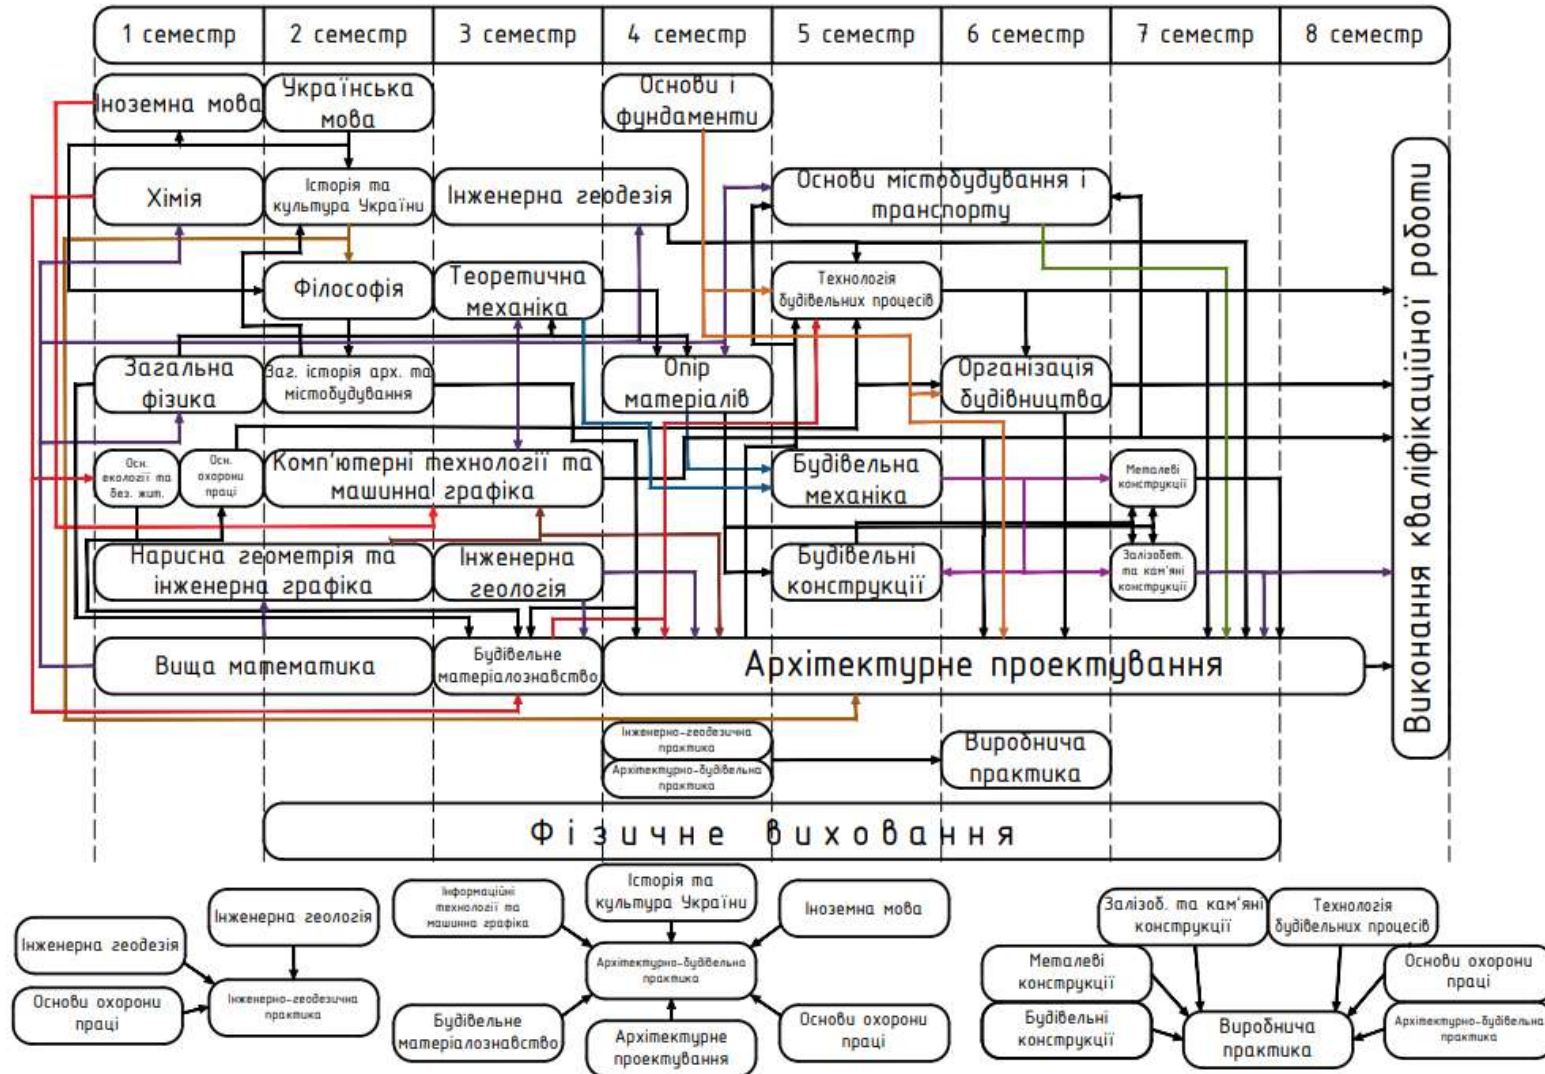 1 семестр
2 семестр
3 семестр
4 семестр
5 семестр
6 семестр
7 семестр
8 семестр
Іноземна мова
Українська
мова
Основи і
фундаменти
Хімія
Історія та
культура України
Інженерна геодезія
Основи містобудування і
транспорту
Філософія
Теоретична
механіка
Технологія
будівельних процесів
Загальна
фізика
Заг. історія арх. та
містобудування
Опір
матеріалів
Організація
будівництва
Осн.
екології та
без. жит.
Осн.
охорони
праці
Комп'ютерні технології та
машинна графіка
Будівельна
механіка
Металеві
конструкції
Нарисна геометрія та
інженерна графіка
Інженерна
геологія
Будівельні
конструкції
Залізобет.
та кам'яні
конструкції
Вища математика
Будівельне
матеріалознавство
Архітектурне проектування
Виконання кваліфікаційної роботи
Інженерно-геодезична
практика
Архітектурно-будівельна
практика
Виробнича
практика
Фізичне виховання
Інженерна геодезія
Інженерна геологія
Основи охорони
праці
Інженерно-геодезична
практика
Інформаційні
технології та
машинна графіка
Історія та
культура України
Іноземна мова
Архітектурно-будівельна
практика
Будівельне
матеріалознавство
Архітектурне
проектування
Основи охорони
праці
Залізоб. та кам'яні
конструкції
Технологія
будівельних процесів
Металеві
конструкції
Основи охорони
праці
Будівельні
конструкції
Виробнича
практика
Архітектурно-будівельна
практика